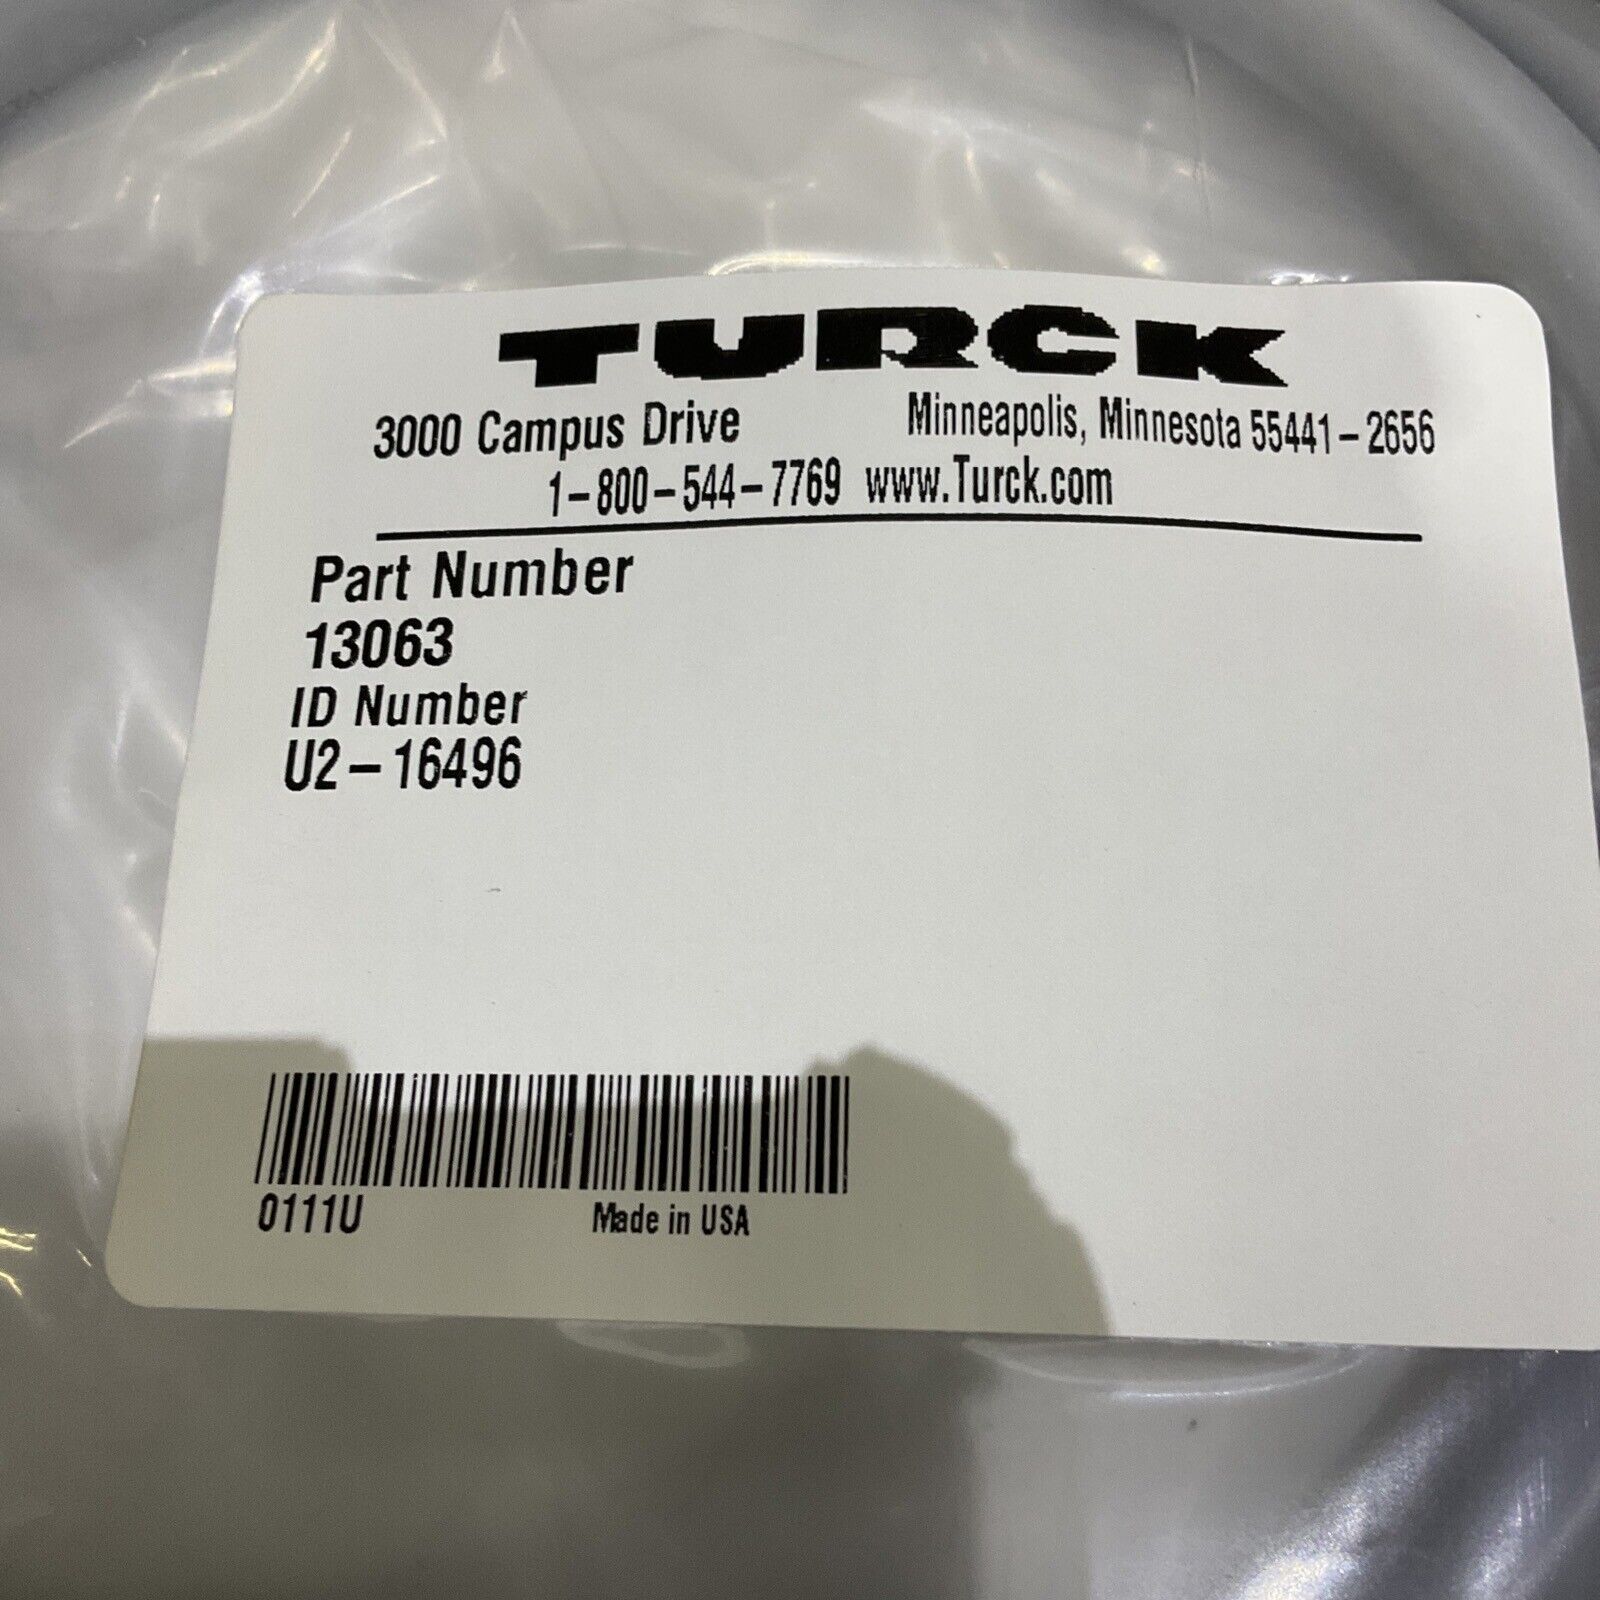 TURCK
3000 Campus Drive Minneapolis, Minnesota 55441-2656
1-800-544-7769 www.Turck.com
Part Number
13063
ID Number
U2-16496
0111U Made in USA